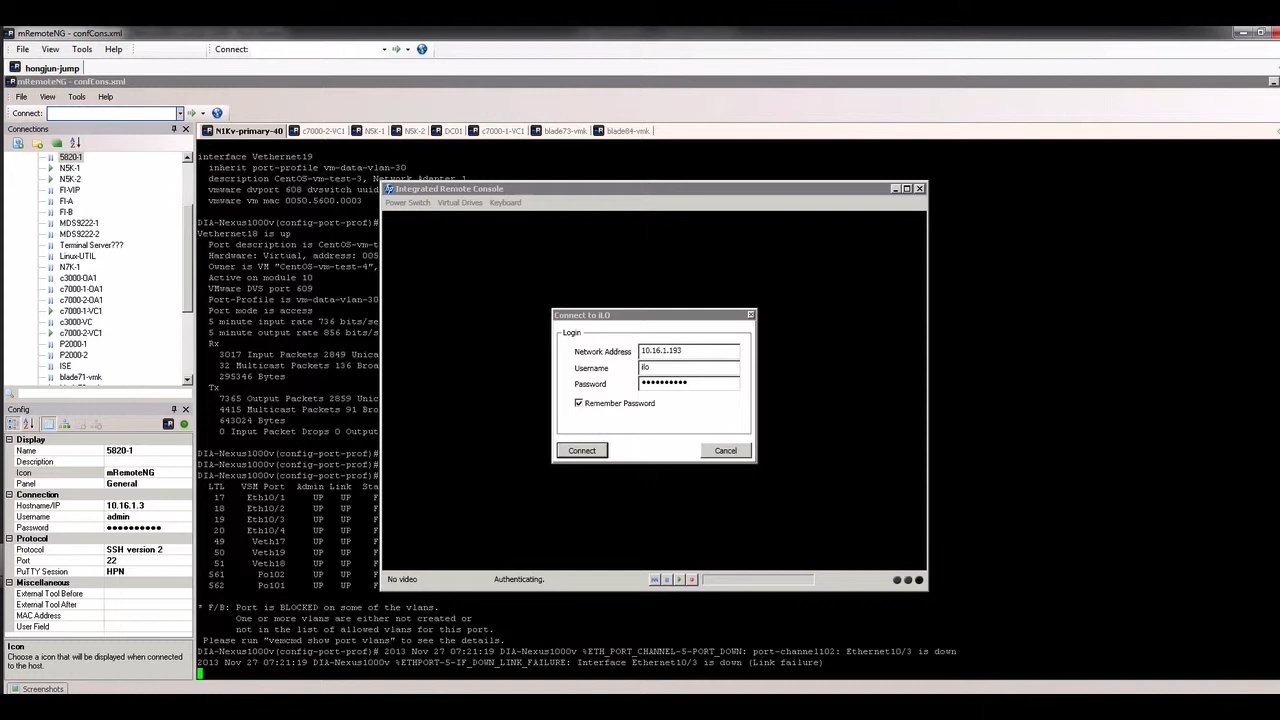 mRemoteNG - confCons.xml
File View Tools Help Connect:
hongjun-jump
mRemoteNG - confCons.xml
File View Tools Help
Connect:
Connections
N1Kv-primary-40 c7000-2-VC1 N5K-1 N5K-2 DC01 c7000-1-VC1 blade73-vmk blade84-vmk
5820-1
N5K-1
N5K-2
FI-VIP
FI-A
FI-B
MDS9222-1
MDS9222-2
Terminal Server???
Linux-UTIL
N7K-1
c3000-OA1
c7000-1-OA1
c7000-2-OA1
c7000-1-VC1
c3000-VC
c7000-2-VC1
P2000-1
P2000-2
ISE
blade71-vmk
Config
Display
Name 5820-1
Description
Icon mRemoteNG
Panel General
Connection
Hostname/IP 10.16.1.3
Username admin
Password ●●●●●●●●●●
Protocol
Protocol SSH version 2
Port 22
PuTTY Session HPN
Miscellaneous
External Tool Before
External Tool After
MAC Address
User Field
Icon
Choose a icon that will be displayed when connected to the host.
Screenshots
interface Vethernet19
inherit port-profile vm-data-vlan-30
description CentOS-vm-test-3, Network Adapter 1
vmware dvport 608 dvswitch uuid
vmware vm mac 0050.5600.0003
DIA-Nexus1000v(config-port-prof)#
Vethernet18 is up
Port description is CentOS-vm-t
Hardware: Virtual, address: 005
Owner is VM "CentOS-vm-test-4",
Active on module 10
VMware DVS port 609
Port-Profile is vm-data-vlan-30
Port mode is access
5 minute input rate 736 bits/se
5 minute output rate 856 bits/s
Rx
3017 Input Packets 2849 Unicas
32 Multicast Packets 136 Broa
295346 Bytes
Tx
7365 Output Packets 2859 Unic
4415 Multicast Packets 91 Bro
643024 Bytes
0 Input Packet Drops 0 Output
DIA-Nexus1000v(config-port-prof)#
DIA-Nexus1000v(config-port-prof)#
DIA-Nexus1000v(config-port-prof)#
LTL VSM Port Admin Link Sta
17 Eth10/1 UP UP F
18 Eth10/2 UP UP F
19 Eth10/3 UP UP F
20 Eth10/4 UP UP F
49 Veth17 UP UP F
50 Veth19 UP UP F
51 Veth18 UP UP F
561 Po102 UP UP F
562 Po101 UP UP F
* F/B: Port is BLOCKED on some of the vlans.
One or more vlans are either not created or
not in the list of allowed vlans for this port.
Please run "vemcmd show port vlans" to see the details.
DIA-Nexus1000v(config-port-prof)# 2013 Nov 27 07:21:19 DIA-Nexus1000v %ETH_PORT_CHANNEL-5-PORT_DOWN: port-channel102: Ethernet10/3 is down
2013 Nov 27 07:21:19 DIA-Nexus1000v %ETHPORT-5-IF_DOWN_LINK_FAILURE: Interface Ethernet10/3 is down (Link failure)
Integrated Remote Console
Power Switch Virtual Drives Keyboard
Connect to iLO
Login
Network Address 10.16.1.193
Username ilo
Password ●●●●●●●●●●
Remember Password
Connect Cancel
No video Authenticating.